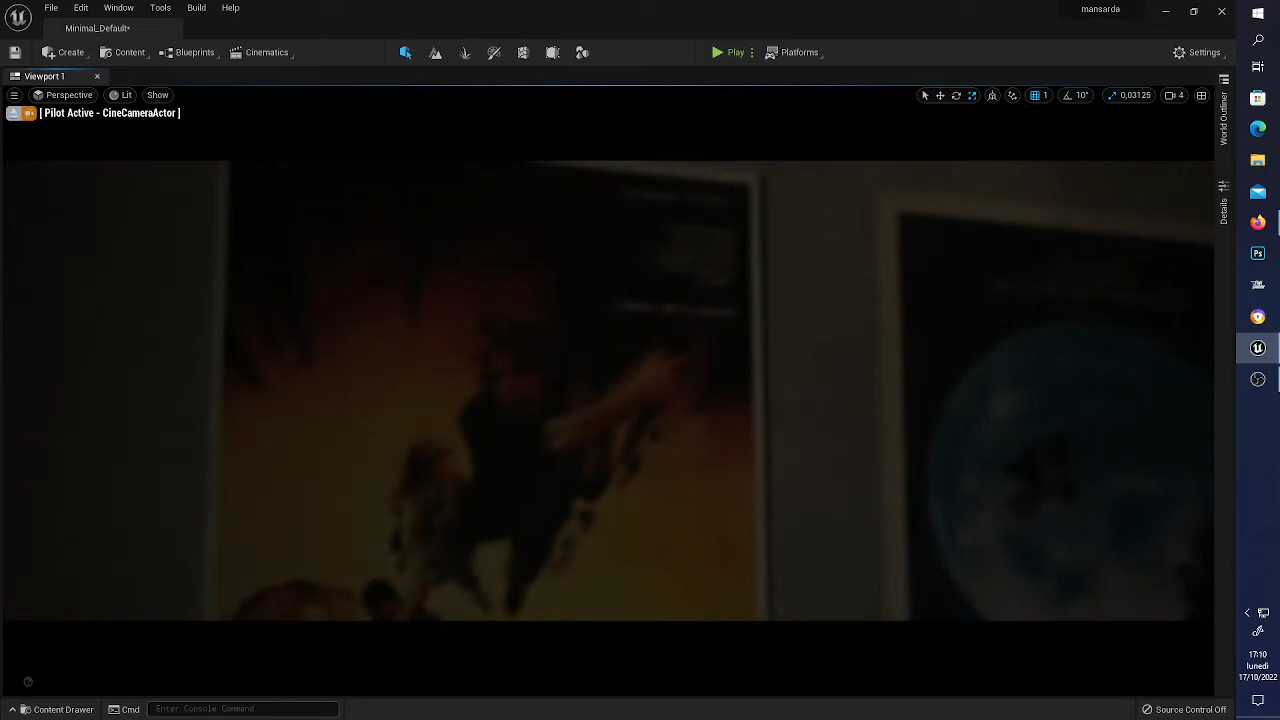 File Edit Window Tools Build Help
mansarda
Minimal_Default*
Create Content Blueprints Cinematics Play Platforms Settings
Viewport 1
Perspective Lit Show 1 10° 0,03125 4
[ Pilot Active - CineCameraActor ]
World Outliner
Details
Ps
17:10
lunedì
17/10/2022
Content Drawer Cmd Enter Console Command Source Control Off